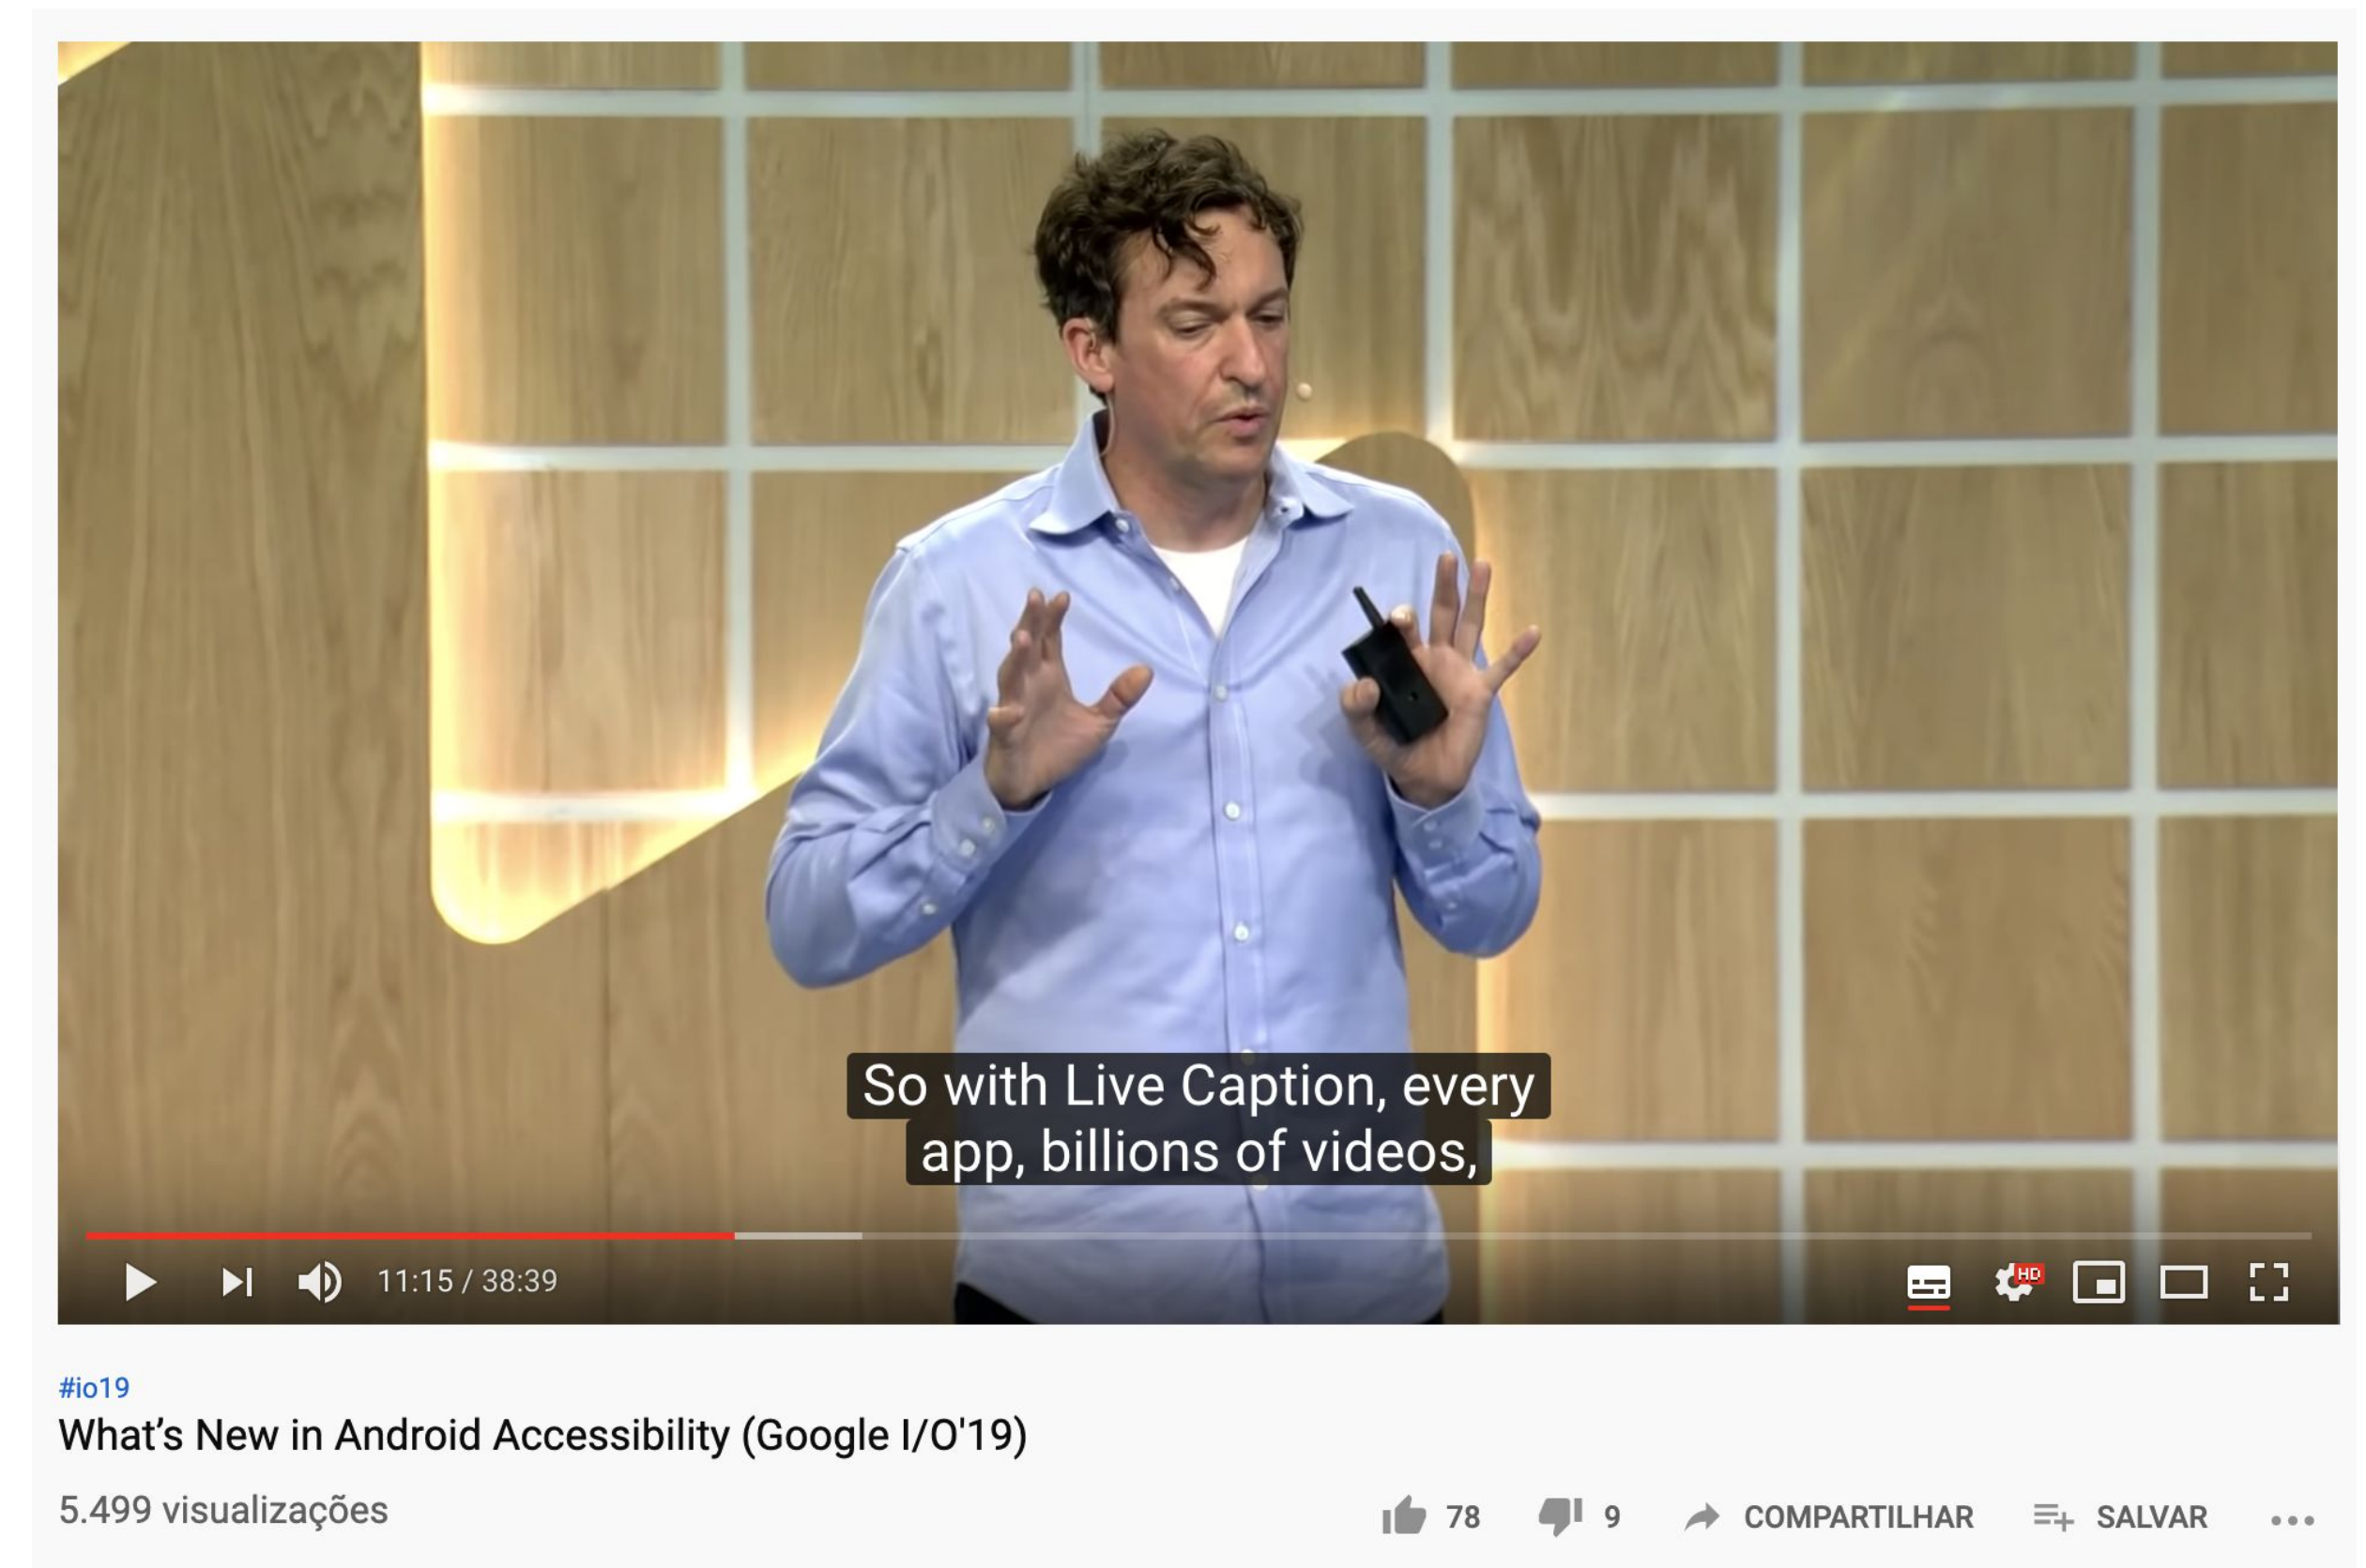 So with Live Caption, every
app, billions of videos,
11:15 / 38:39
HD
#io19
What’s New in Android Accessibility (Google I/O'19)
5.499 visualizações
78
9
COMPARTILHAR
SALVAR